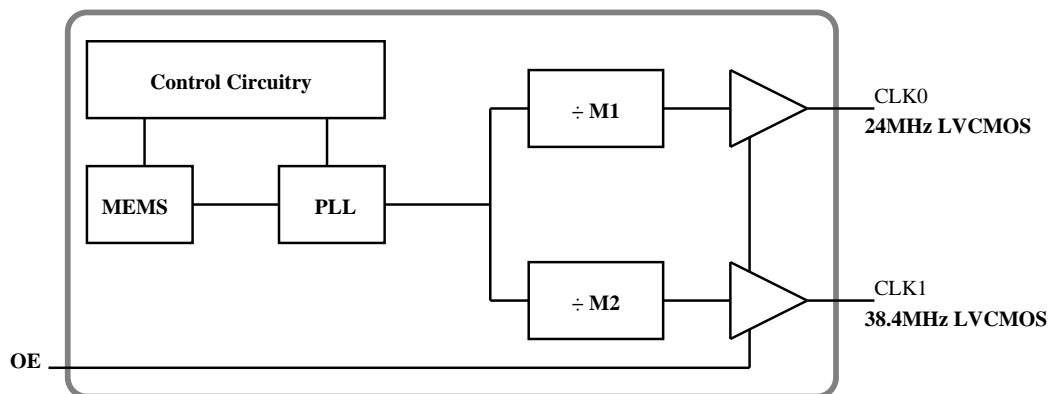 Control Circuitry
MEMS
PLL
÷ M1
÷ M2
CLK0
24MHz LVCMOS
CLK1
38.4MHz LVCMOS
OE